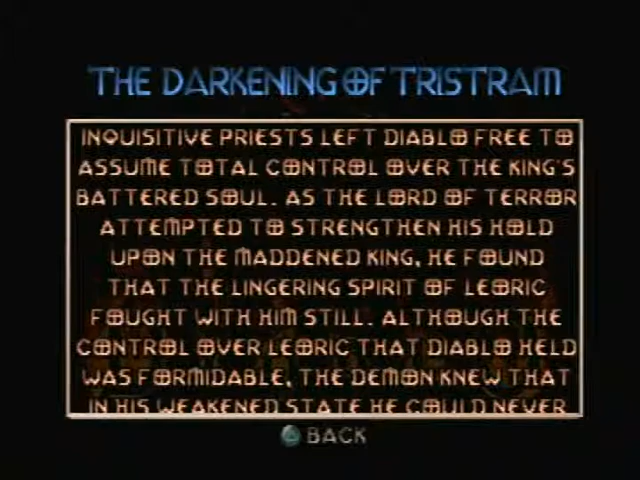 THE DARKENING OF TRISTRAM
INQUISITIVE PRIESTS LEFT DIABLO FREE TO
ASSUME TOTAL CONTROL OVER THE KING'S
BATTERED SOUL. AS THE LORD OF TERROR
ATTEMPTED TO STRENGTHEN HIS HOLD
UPON THE MADDENED KING, HE FOUND
THAT THE LINGERING SPIRIT OF LEORIC
FOUGHT WITH HIM STILL. ALTHOUGH THE
CONTROL OVER LEORIC THAT DIABLO HELD
WAS FORMIDABLE, THE DEMON KNEW THAT
IN HIS WEAKENED STATE HE COULD NEVER
BACK